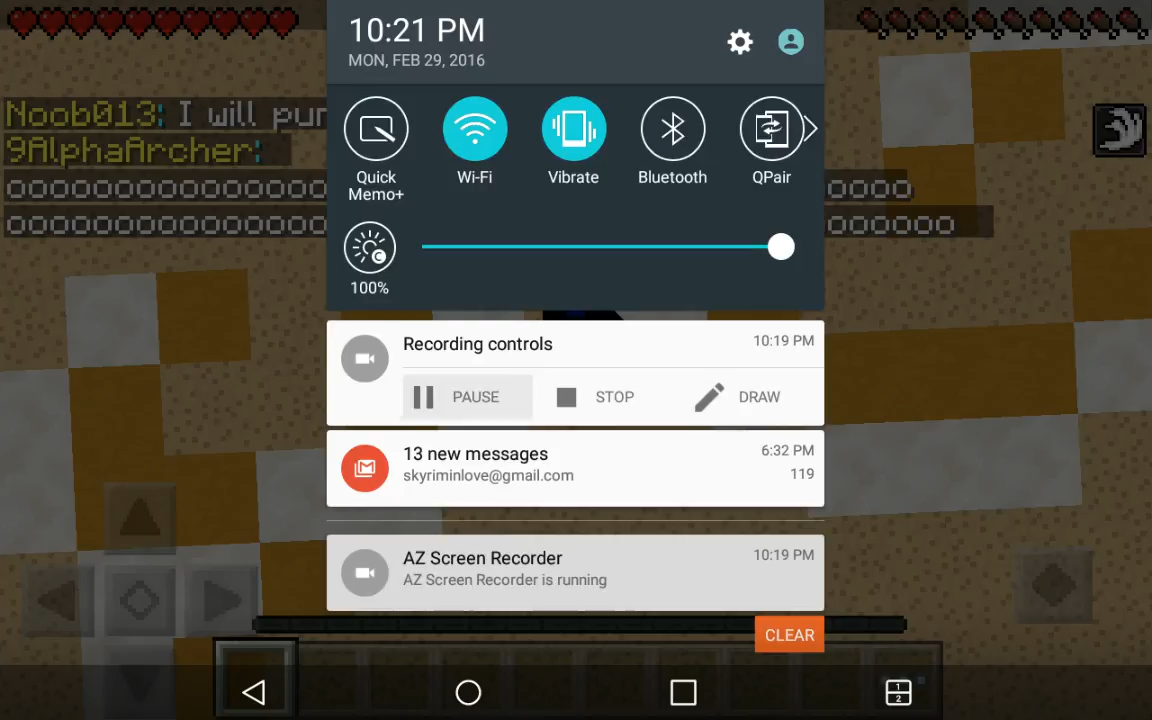 10:21 PM
MON, FEB 29, 2016
Noob013: I will pur
9AlphaArcher:
Quick Memo+
Wi-Fi
Vibrate
Bluetooth
QPair
100%
Recording controls
10:19 PM
PAUSE
STOP
DRAW
13 new messages
6:32 PM
skyriminlove@gmail.com
119
AZ Screen Recorder
10:19 PM
AZ Screen Recorder is running
CLEAR
1
2